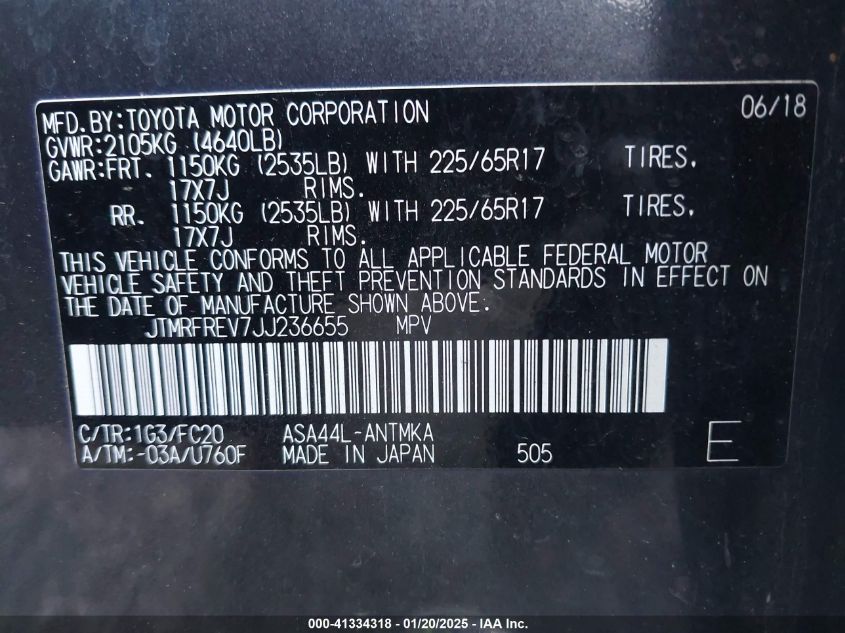 MFD.BY:TOYOTA MOTOR CORPORATION 06/18
GVWR:2105KG (4640LB)
GAWR:FRT. 1150KG (2535LB) WITH 225/65R17 TIRES.
17X7J RIMS.
RR. 1150KG (2535LB) WITH 225/65R17 TIRES.
17X7J RIMS.
THIS VEHICLE CONFORMS TO ALL APPLICABLE FEDERAL MOTOR
VEHICLE SAFETY AND THEFT PREVENTION STANDARDS IN EFFECT ON
THE DATE OF MANUFACTURE SHOWN ABOVE.
JTMRFREV7JJ236655 MPV
C/TR:1G3/FC20 ASA44L-ANTMKA
A/TM:-03A/U760F MADE IN JAPAN 505 E
000-41334318 - 01/20/2025 - IAA Inc.